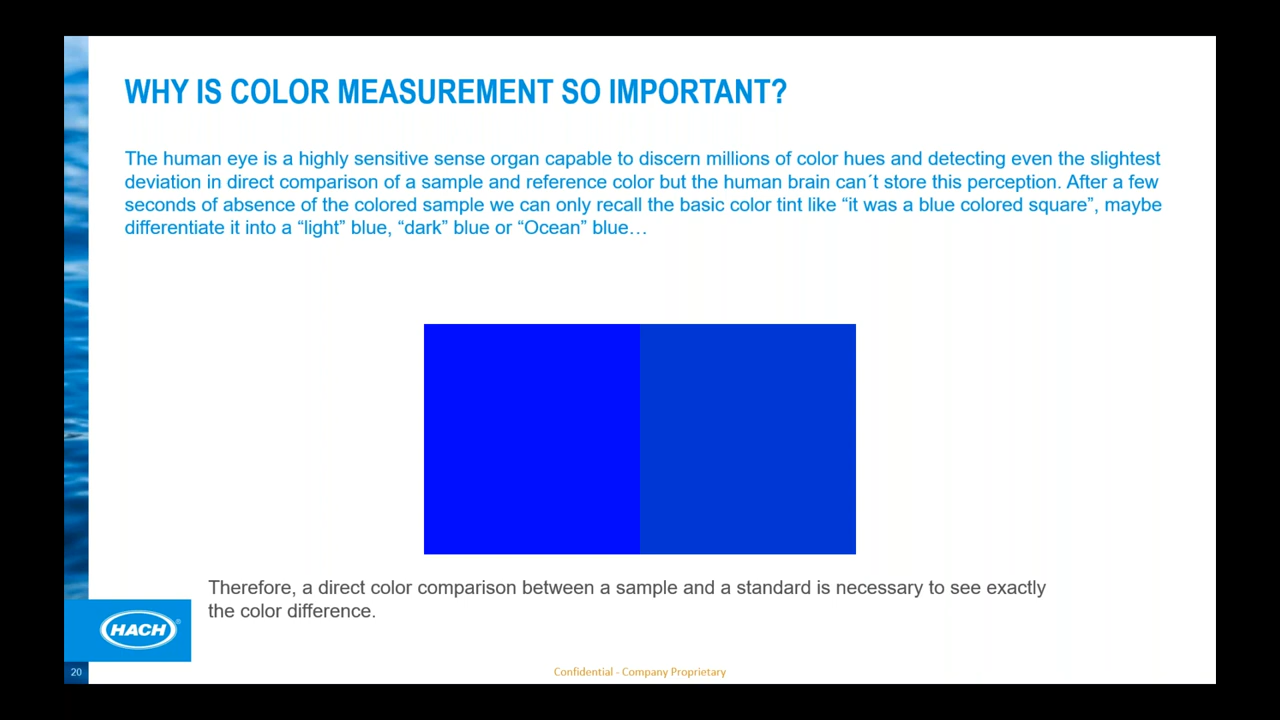 WHY IS COLOR MEASUREMENT SO IMPORTANT?
The human eye is a highly sensitive sense organ capable to discern millions of color hues and detecting even the slightest
deviation in direct comparison of a sample and reference color but the human brain can´t store this perception. After a few
seconds of absence of the colored sample we can only recall the basic color tint like “it was a blue colored square”, maybe
differentiate it into a “light” blue, “dark” blue or “Ocean” blue…
Therefore, a direct color comparison between a sample and a standard is necessary to see exactly
the color difference.
HACH®
20
Confidential - Company Proprietary